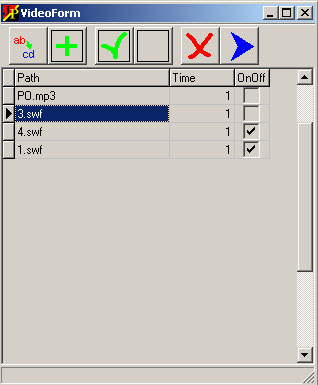 VideoForm
ab
cd
Path Time OnOff
PO.mp3 1
3.swf 1
4.swf 1
1.swf 1